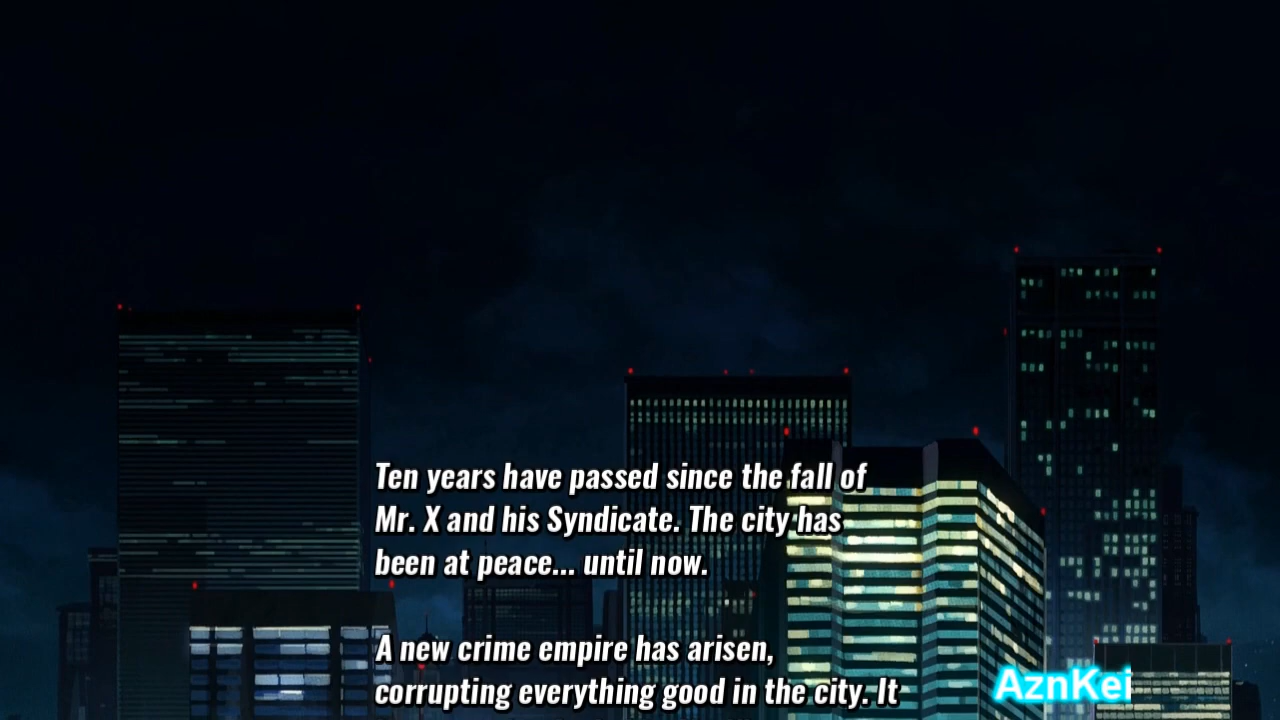 Ten years have passed since the fall of
Mr. X and his Syndicate. The city has
been at peace... until now.
A new crime empire has arisen,
corrupting everything good in the city. It
AznKei